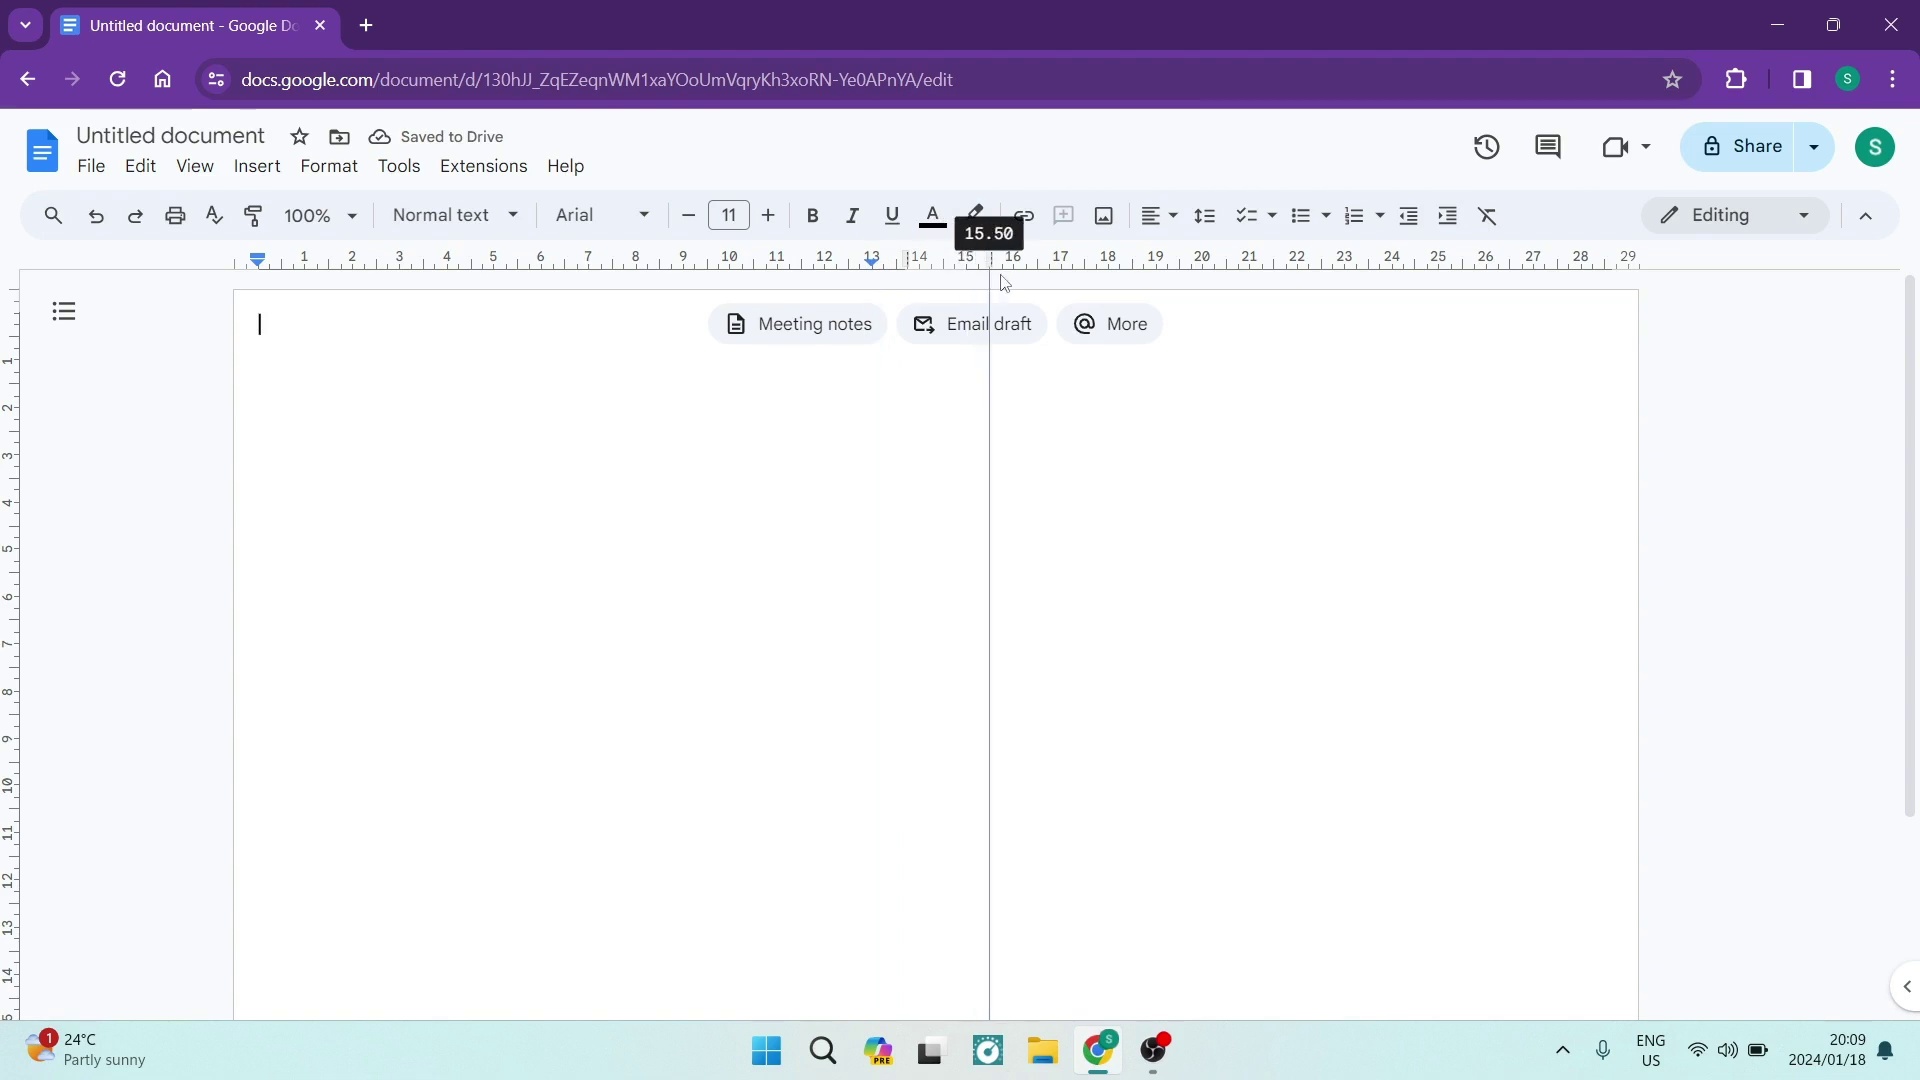 Untitled document - Google Do
docs.google.com/document/d/130hJJ_ZqEZeqnWM1xaYOoUmVqryKh3xoRN-Ye0APnYA/edit
S
Untitled document
Saved to Drive
File Edit View Insert Format Tools Extensions Help
Share
S
100%
Normal text
Arial
11
B I U A
Editing
15.50
1 2 3 4 5 6 7 8 9 10 11 12 13 14 15 16 17 18 19 20 21 22 23 24 25 26 27 28 29
Meeting notes
Email draft
More
1
2
3
4
5
6
7
8
9
10
11
12
13
14
1
24°C
Partly sunny
PRE
S
ENG
US
20:09
2024/01/18